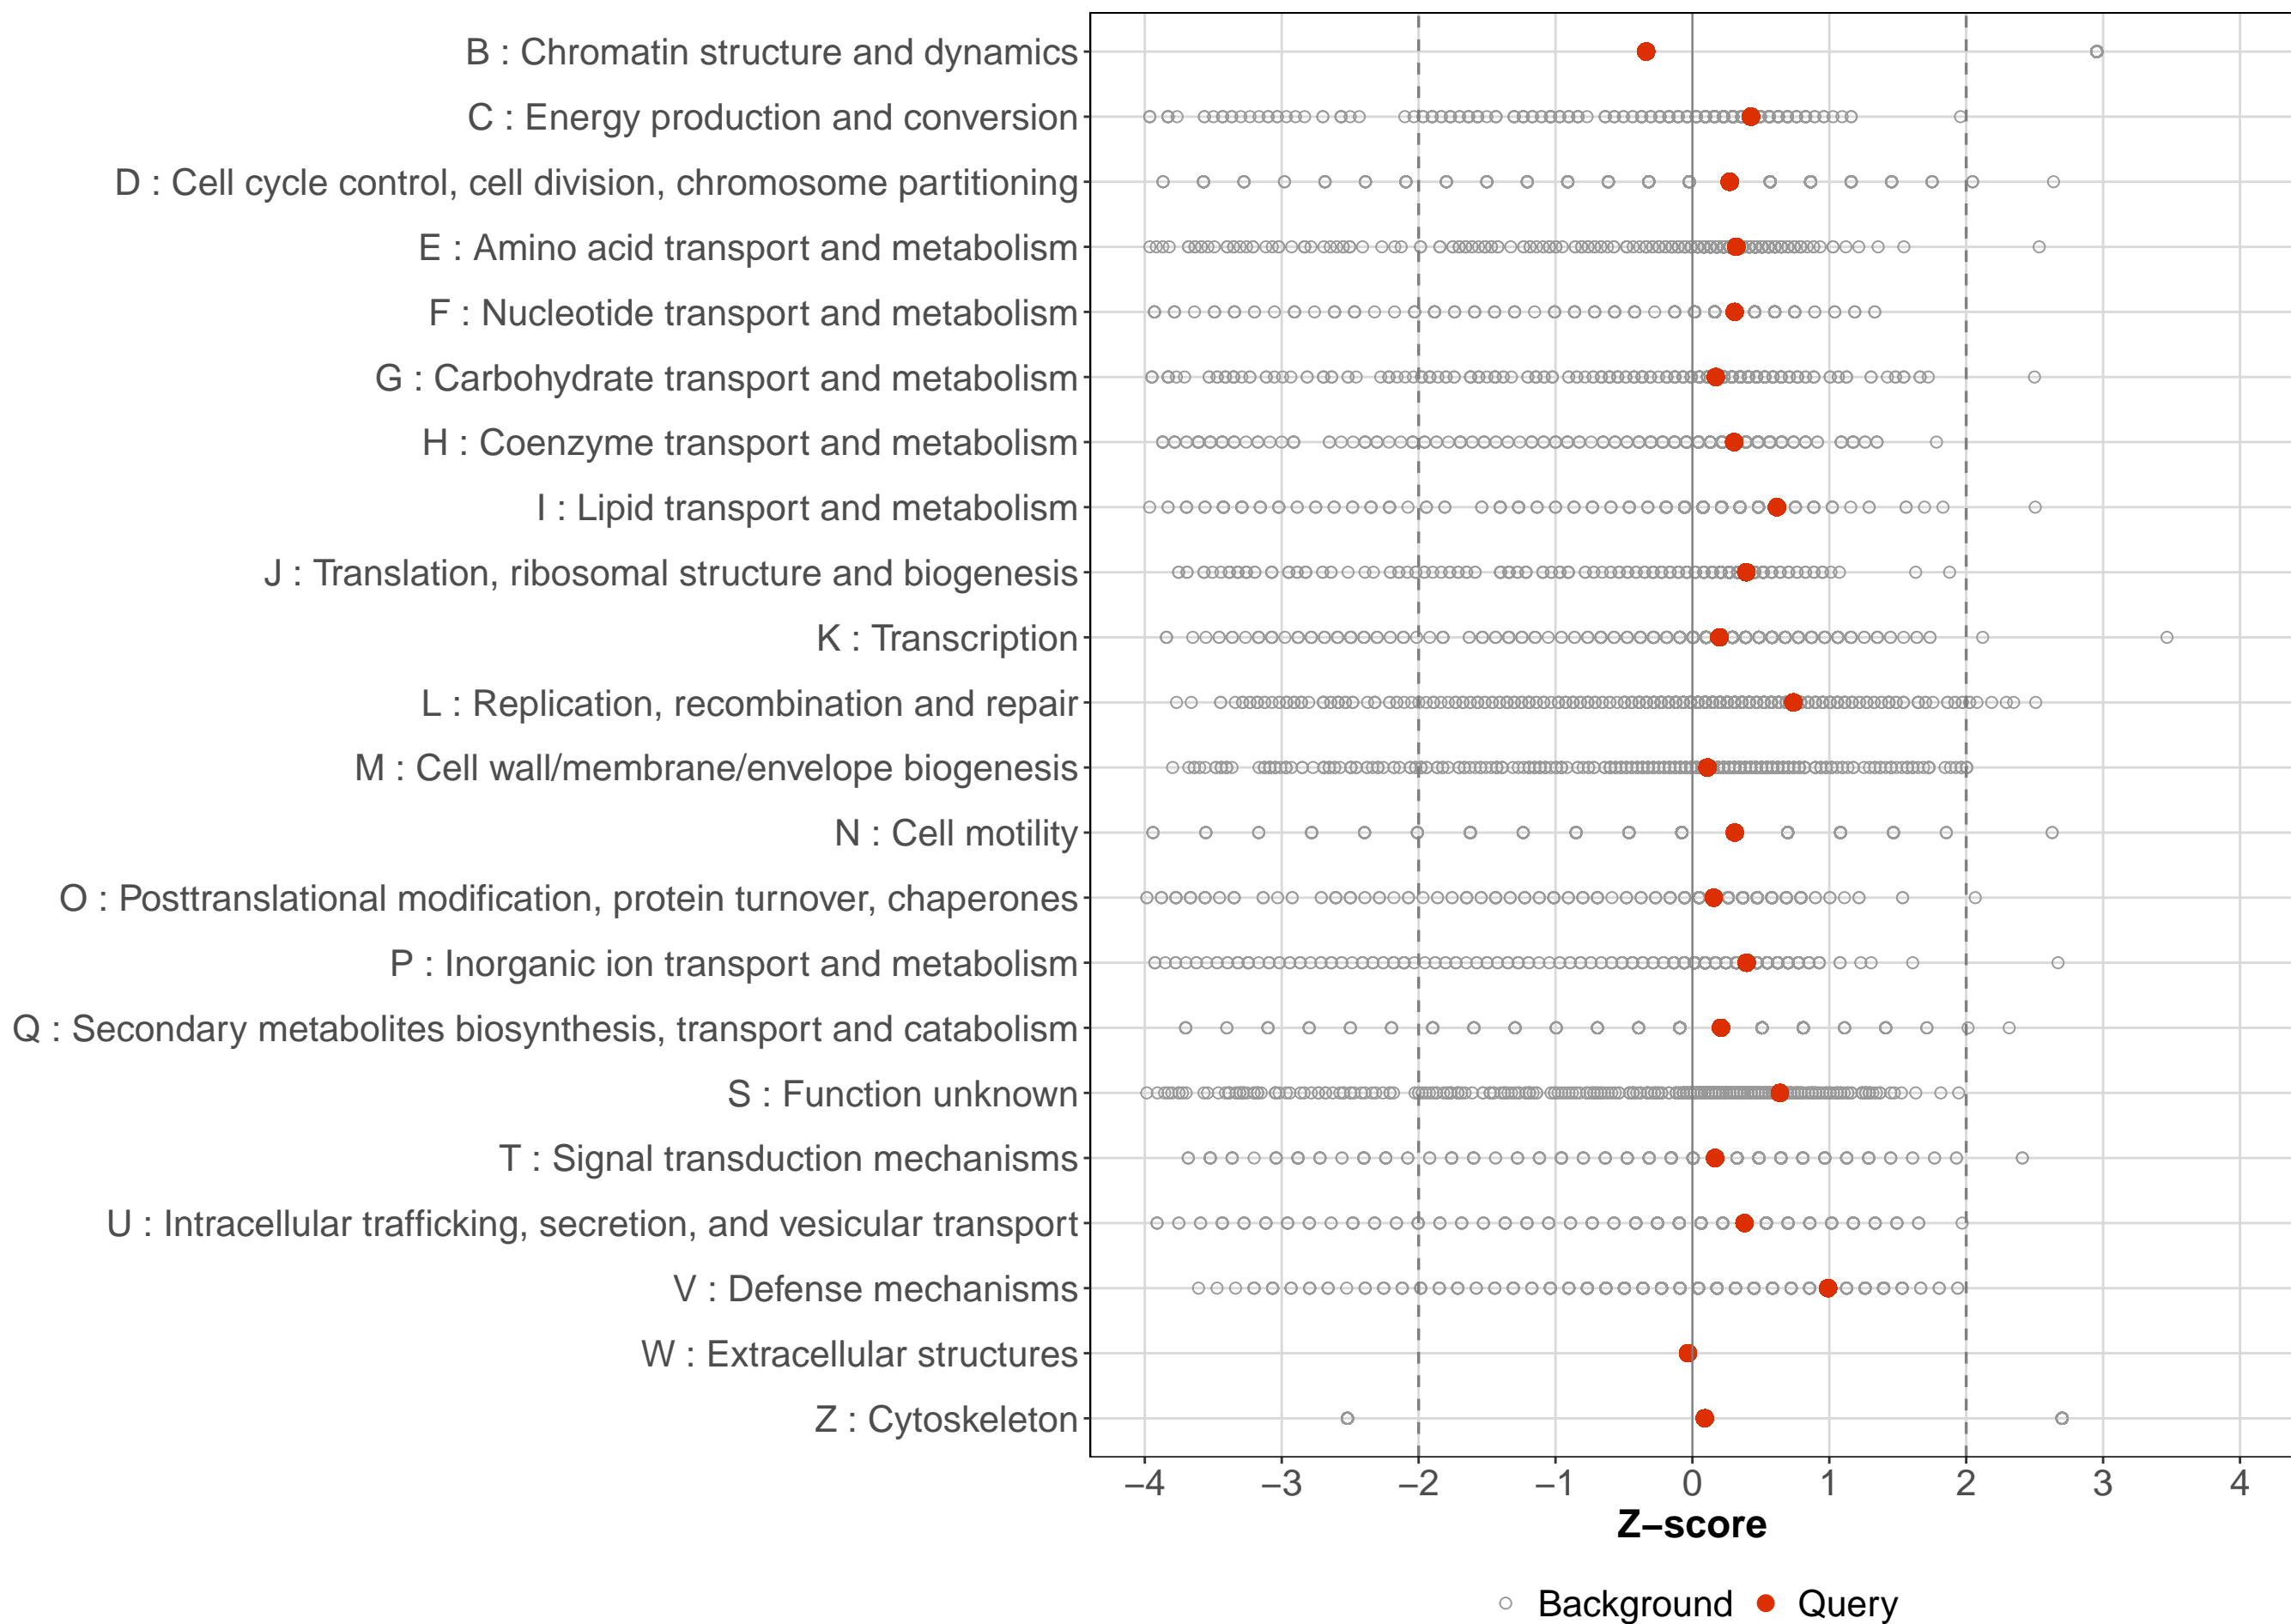 B : Chromatin structure and dynamics
C : Energy production and conversion
D : Cell cycle control, cell division, chromosome partitioning
E : Amino acid transport and metabolism
F : Nucleotide transport and metabolism
G : Carbohydrate transport and metabolism
H : Coenzyme transport and metabolism
I : Lipid transport and metabolism
J : Translation, ribosomal structure and biogenesis
K : Transcription
L : Replication, recombination and repair
M : Cell wall/membrane/envelope biogenesis
N : Cell motility
O : Posttranslational modification, protein turnover, chaperones
P : Inorganic ion transport and metabolism
Q : Secondary metabolites biosynthesis, transport and catabolism
S : Function unknown
T : Signal transduction mechanisms
U : Intracellular trafficking, secretion, and vesicular transport
V : Defense mechanisms
W : Extracellular structures
Z : Cytoskeleton
−4 −3 −2 −1 0 1 2 3 4
Z−score
Background Query